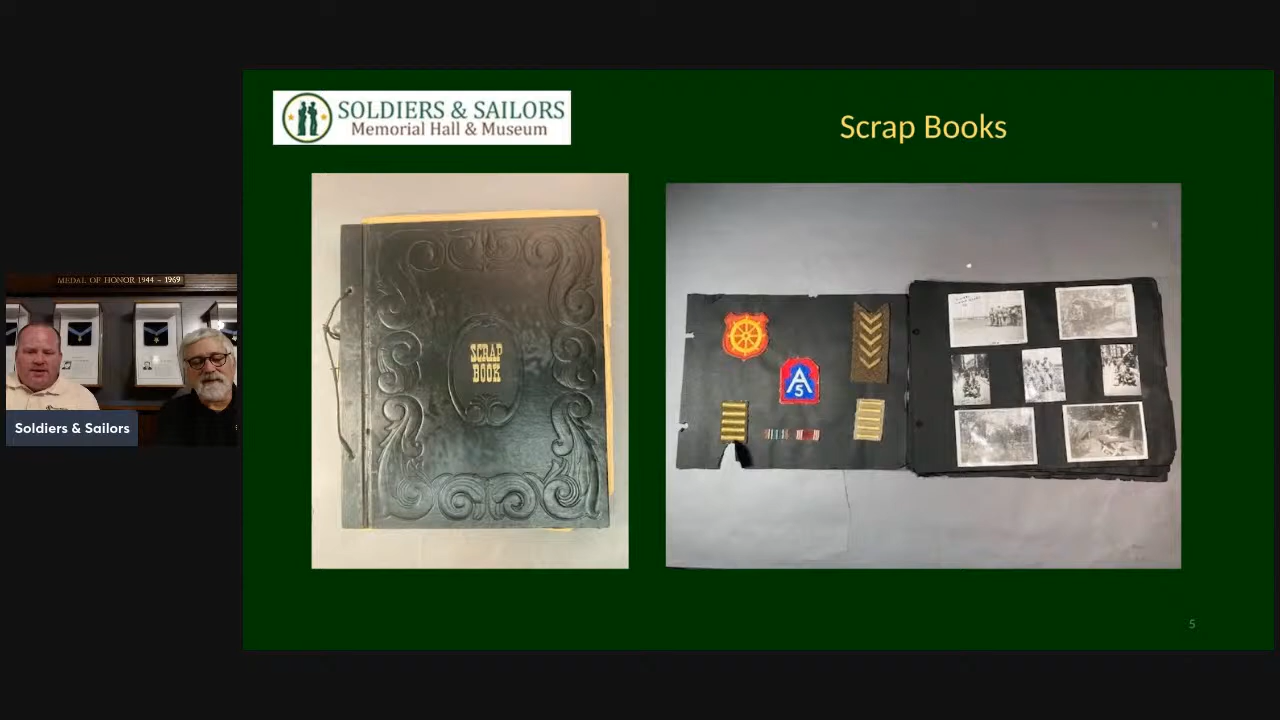 SOLDIERS & SAILORS
Memorial Hall & Museum
Scrap Books
SCRAP
BOOK
A
5
MEDAL OF HONOR 1944 – 1969
Soldiers & Sailors
5